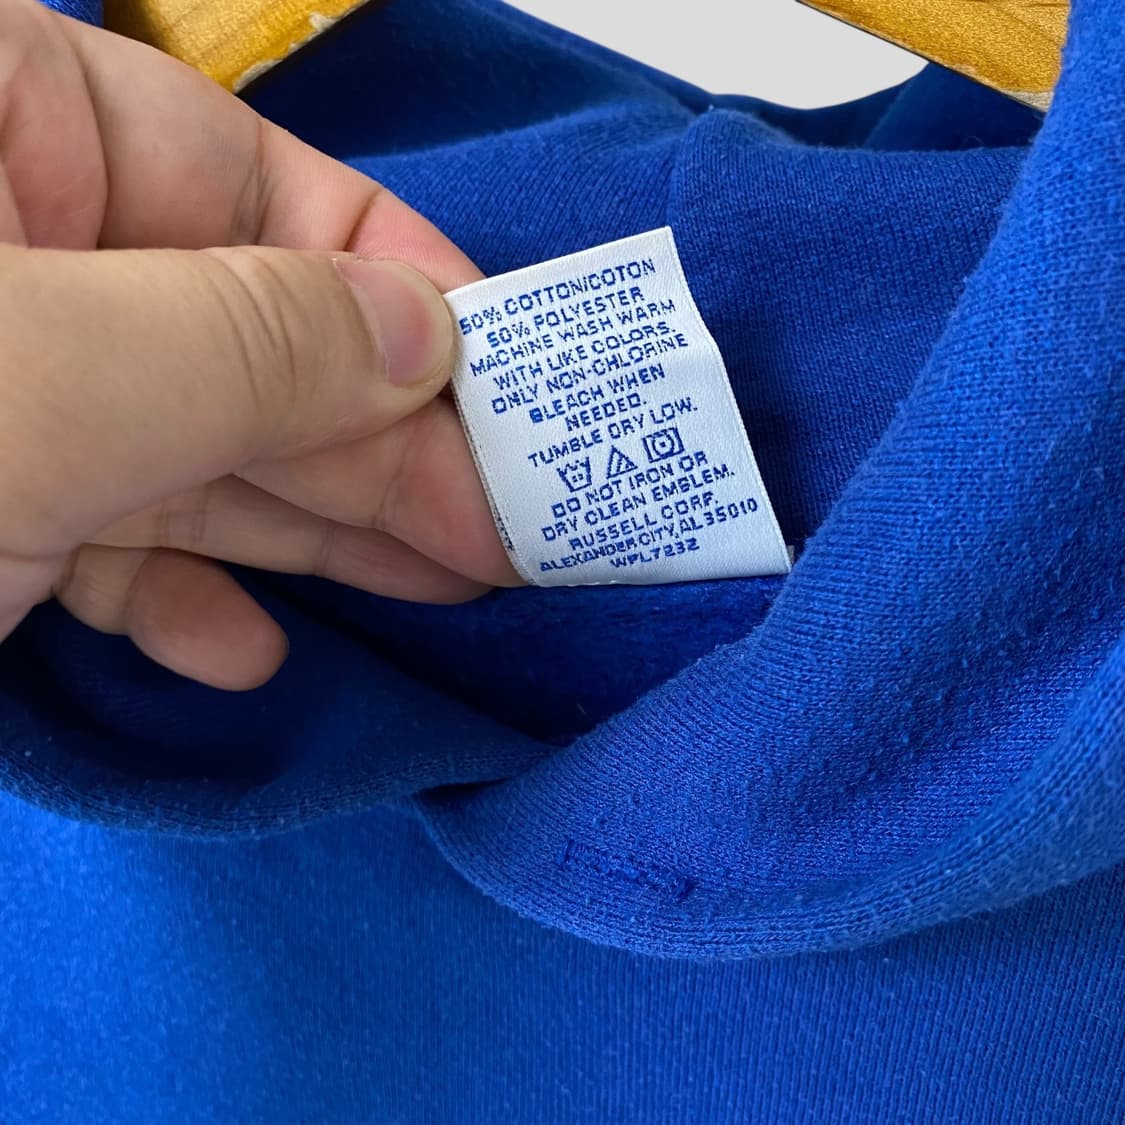 50% COTTON/COTON
50% POLYESTER
MACHINE WASH WARM
WITH LIKE COLORS.
ONLY NON-CHLORINE
BLEACH WHEN
NEEDED.
TUMBLE DRY LOW.
DO NOT IRON OR
DRY CLEAN EMBLEM.
RUSSELL CORP.
ALEXANDER CITY, AL 35010
WPL7232